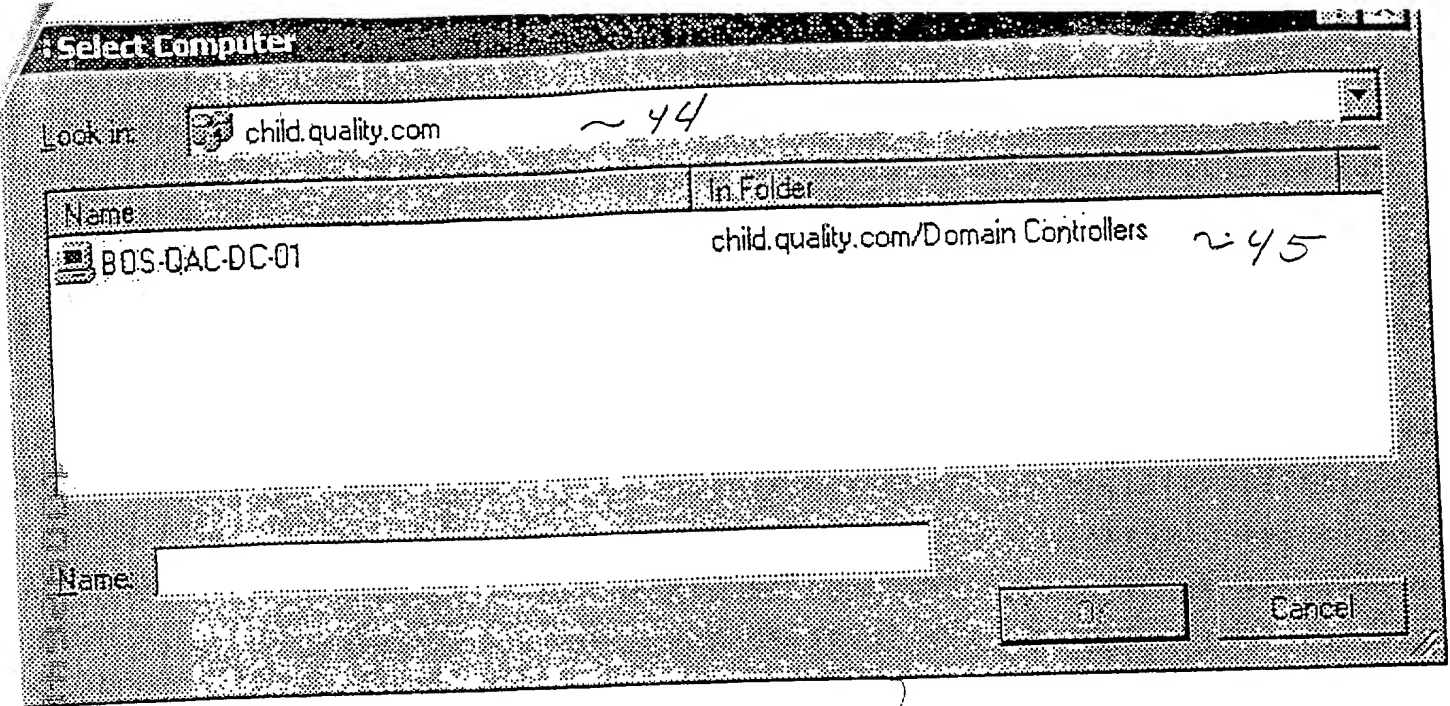 Select Computer
Look in: child.quality.com ~ 44
Name In Folder
BOS-QAC-DC-01 child.quality.com/Domain Controllers ~ 45
Name:
OK Cancel